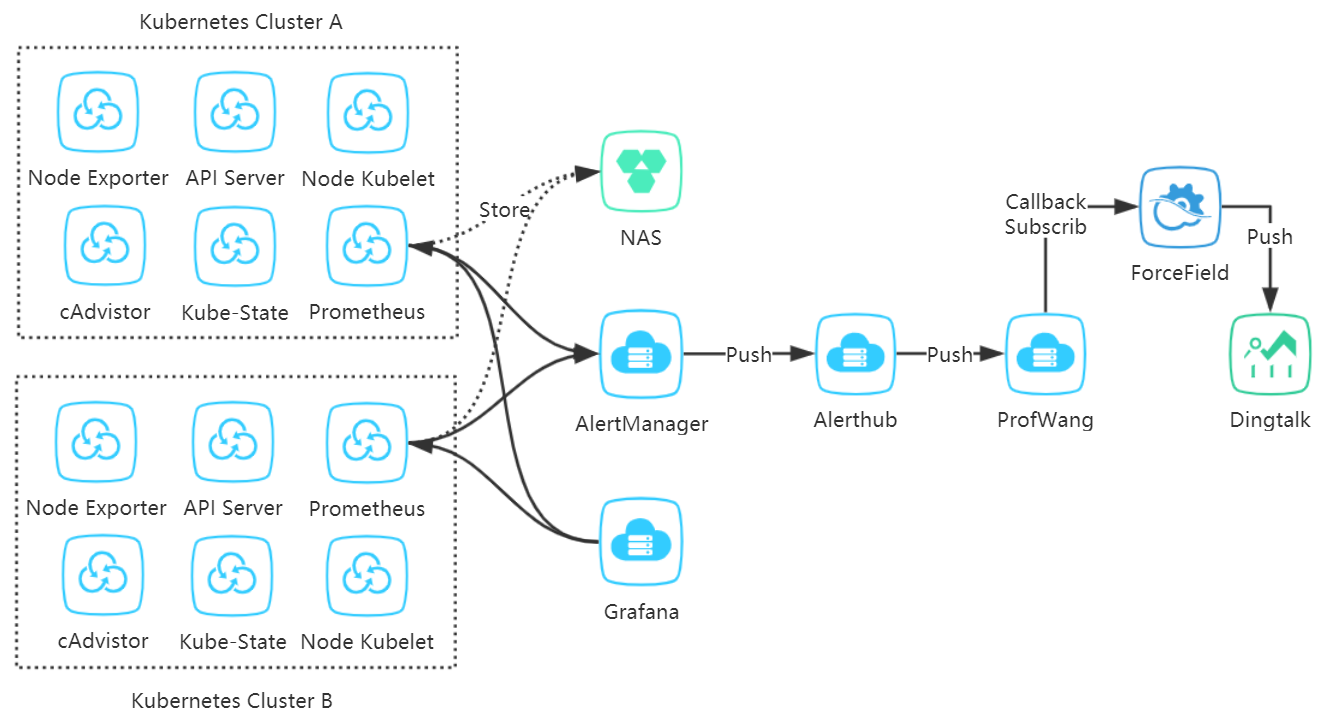 Kubernetes Cluster A
Node Exporter
API Server
Node Kubelet
cAdvistor
Kube-State
Prometheus
Store
NAS
AlertManager
Push
Alerthub
Push
ProfWang
Callback
Subscrib
ForceField
Push
Dingtalk
Node Exporter
API Server
Prometheus
cAdvistor
Kube-State
Node Kubelet
Grafana
Kubernetes Cluster B